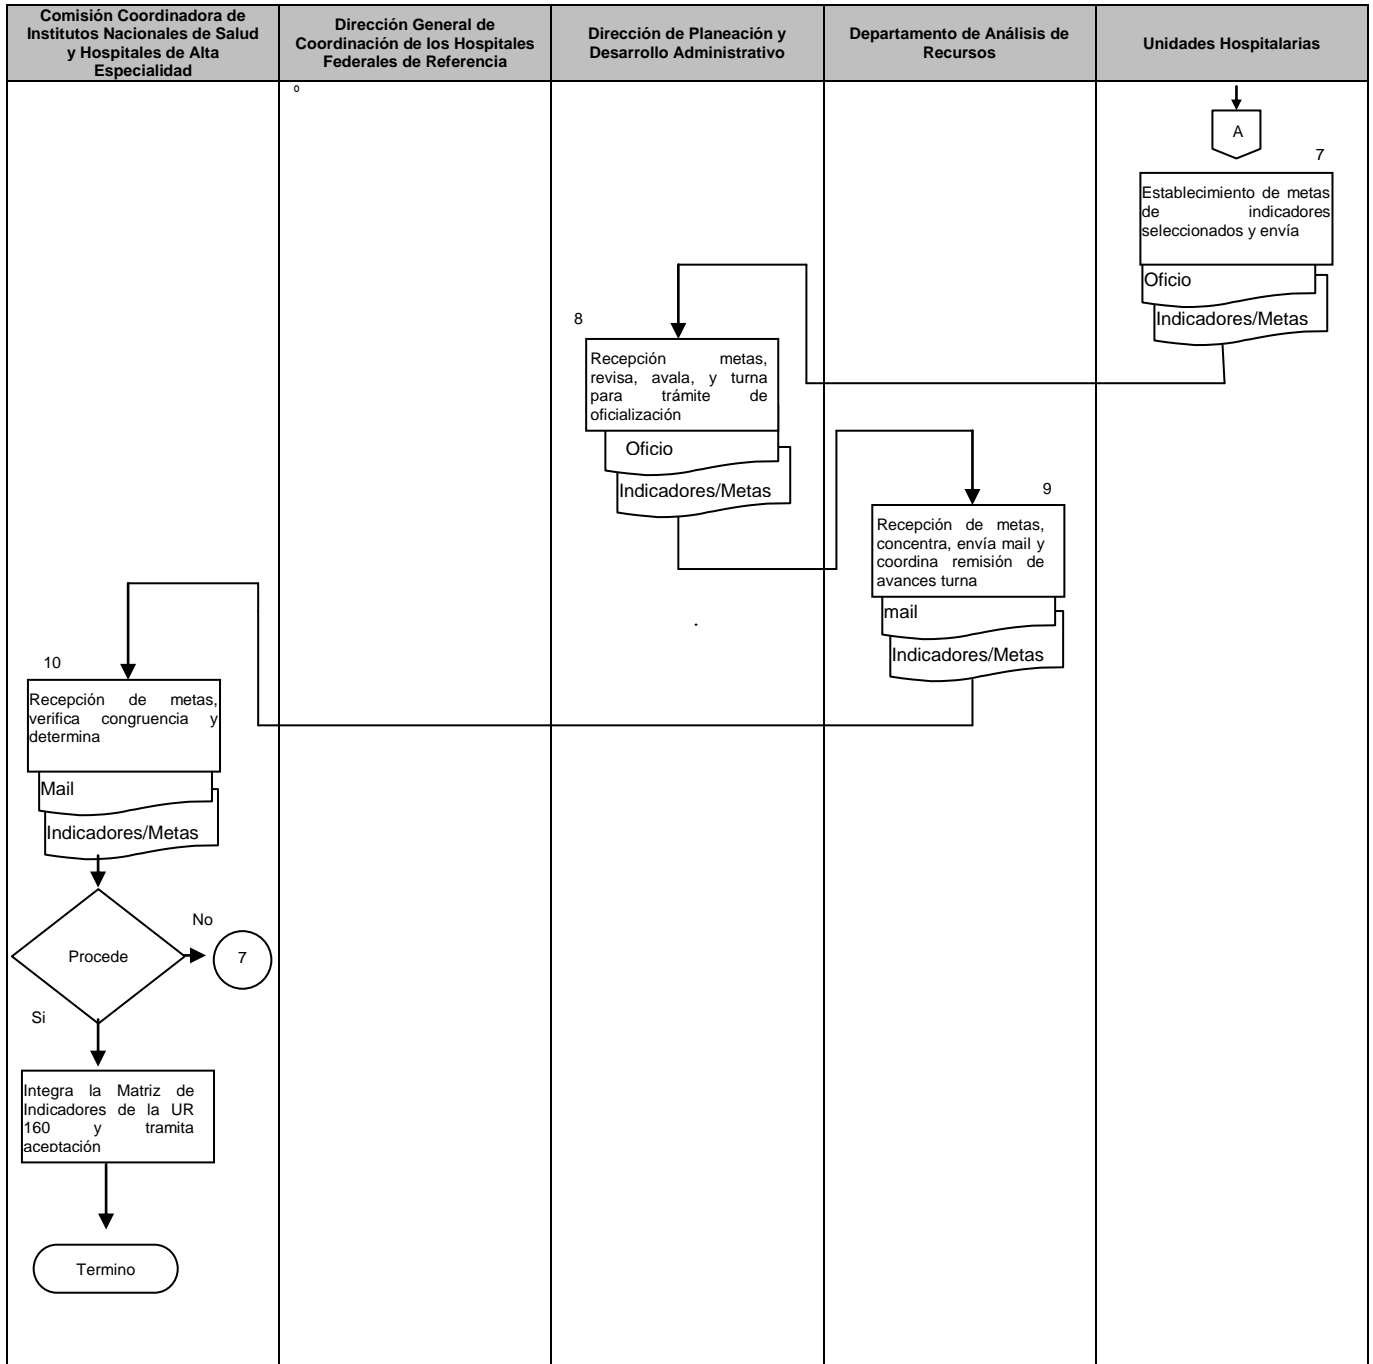 Comisión Coordinadora de
Institutos Nacionales de Salud
y Hospitales de Alta
Especialidad
Dirección General de
Coordinación de los Hospitales
Federales de Referencia
Dirección de Planeación y
Desarrollo Administrativo
Departamento de Análisis de
Recursos
Unidades Hospitalarias
º
A
7
Establecimiento de metas
de indicadores
seleccionados y envía
Oficio
Indicadores/Metas
8
Recepción metas,
revisa, avala, y turna
para trámite de
oficialización
Oficio
Indicadores/Metas
9
Recepción de metas,
concentra, envía mail y
coordina remisión de
avances turna
mail
Indicadores/Metas
.
10
Recepción de metas,
verifica congruencia y
determina
Mail
Indicadores/Metas
No
Procede
7
Si
Integra la Matriz de
Indicadores de la UR
160 y tramita
aceptación
Termino